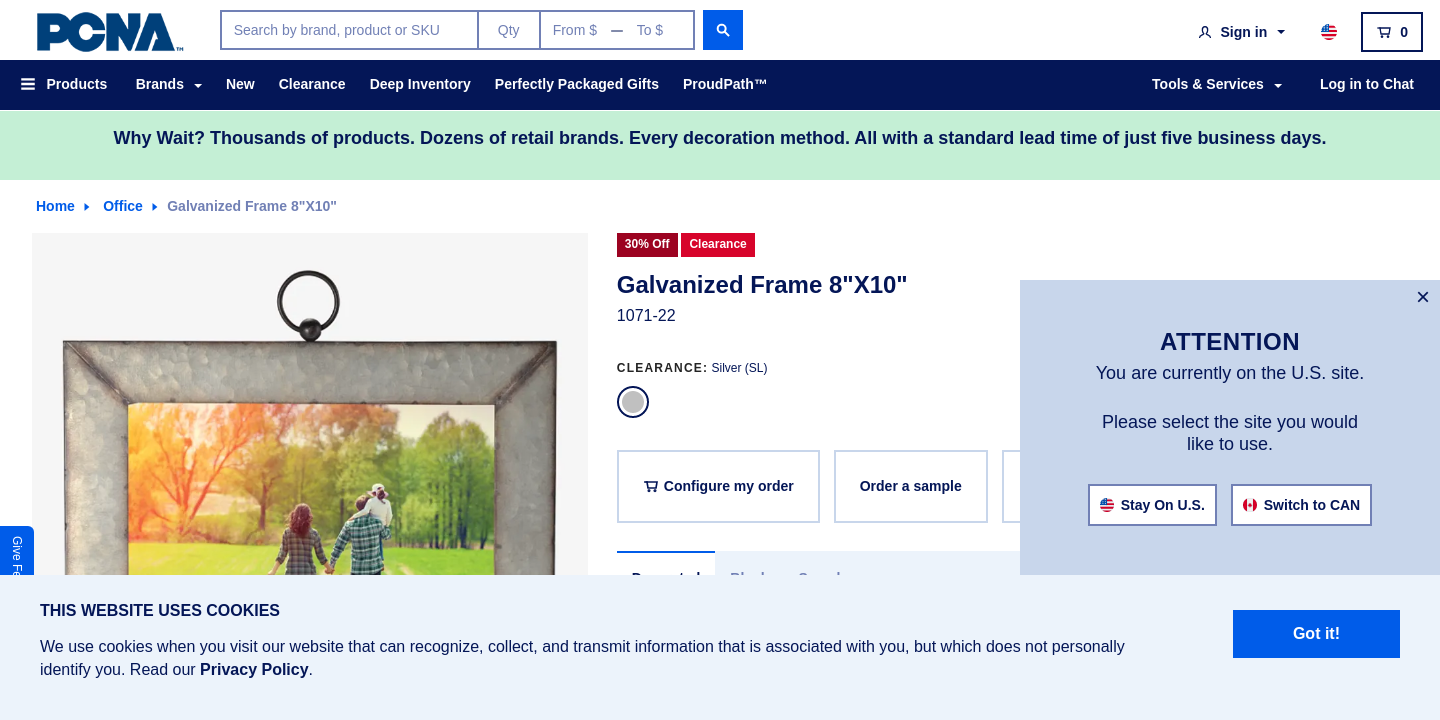 PCNA™
Search by brand, product or SKU
Qty
From $
To $
Sign in
0
Products
Brands
New
Clearance
Deep Inventory
Perfectly Packaged Gifts
ProudPath™
Tools & Services
Log in to Chat
Why Wait? Thousands of products. Dozens of retail brands. Every decoration method. All with a standard lead time of just five business days.
Home
Office
Galvanized Frame 8"X10"
30% Off
Clearance
Galvanized Frame 8"X10"
1071-22
CLEARANCE: Silver (SL)
Configure my order
Order a sample
×
ATTENTION
You are currently on the U.S. site.
Please select the site you would
like to use.
Stay On U.S.
Switch to CAN
Give
THIS WEBSITE USES COOKIES
We use cookies when you visit our website that can recognize, collect, and transmit information that is associated with you, but which does not personally
identify you. Read our Privacy Policy.
Got it!